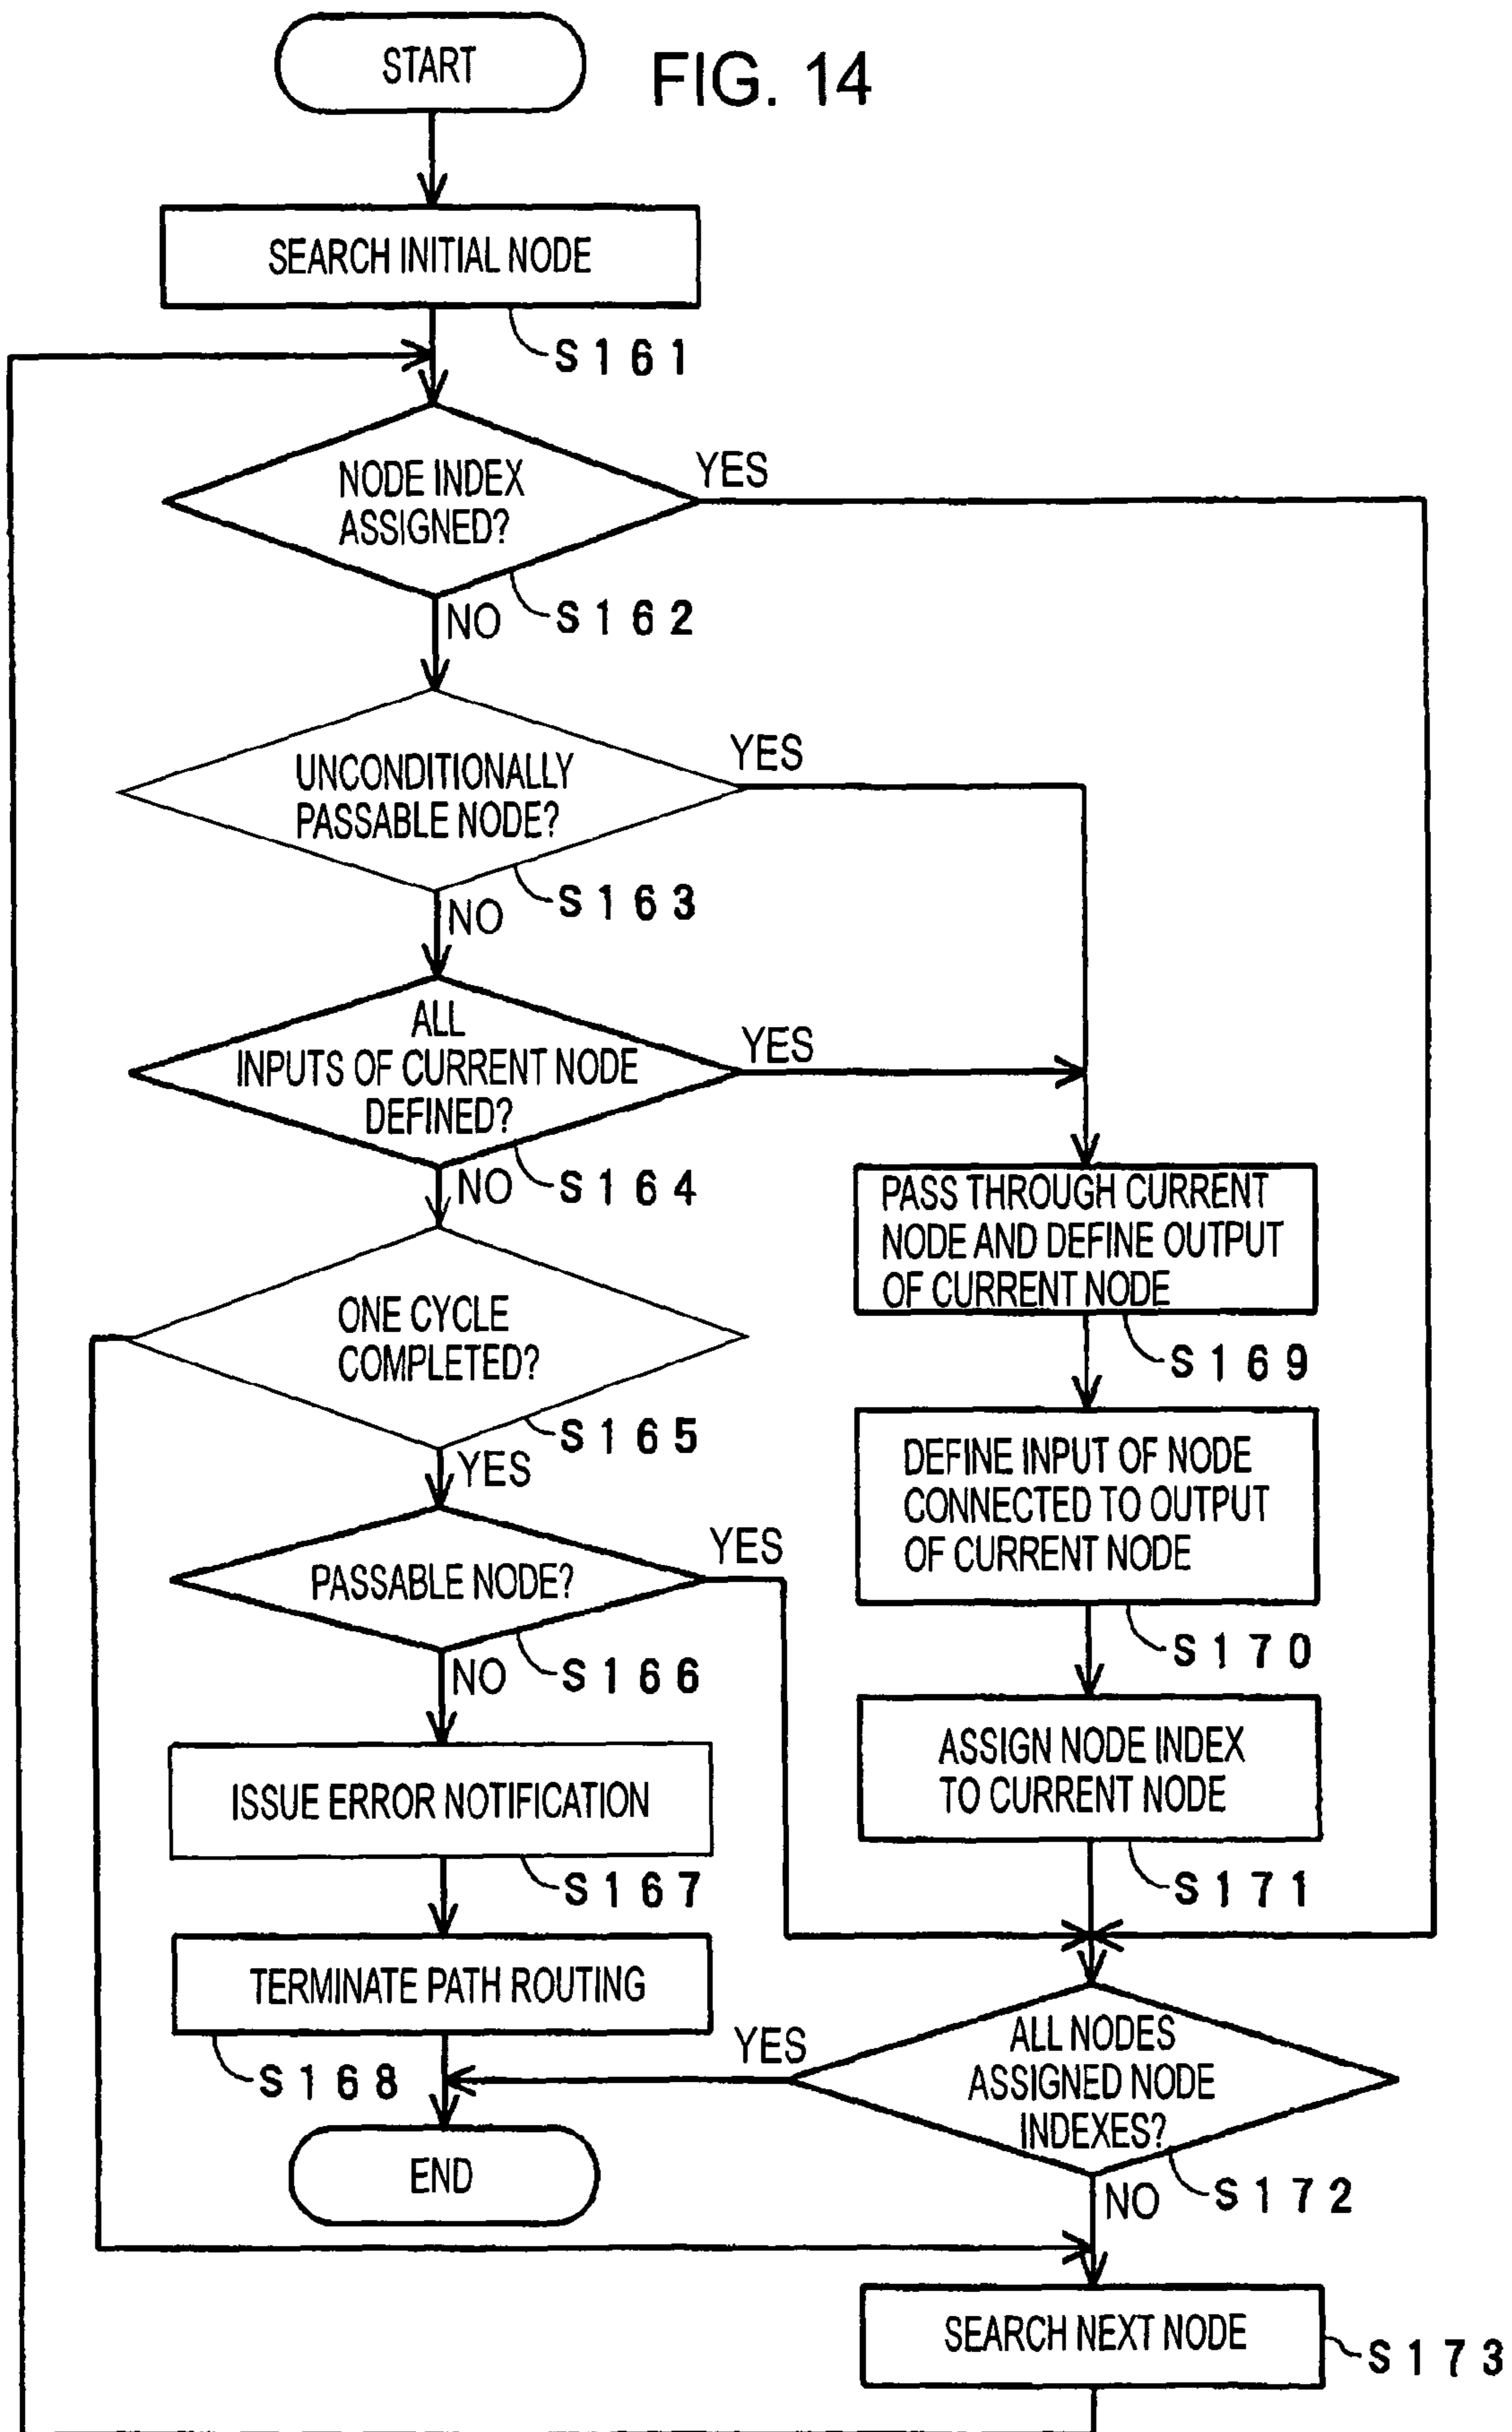 START
FIG. 14
SEARCH INITIAL NODE
S161
NODE INDEX
ASSIGNED?
YES
S162
NO
UNCONDITIONALLY
PASSABLE NODE?
YES
S163
NO
ALL
INPUTS OF CURRENT NODE
DEFINED?
YES
S164
NO
ONE CYCLE
COMPLETED?
S165
YES
PASSABLE NODE?
YES
S166
NO
ISSUE ERROR NOTIFICATION
S167
TERMINATE PATH ROUTING
S168
END
PASS THROUGH CURRENT
NODE AND DEFINE OUTPUT
OF CURRENT NODE
S169
DEFINE INPUT OF NODE
CONNECTED TO OUTPUT
OF CURRENT NODE
S170
ASSIGN NODE INDEX
TO CURRENT NODE
S171
ALL NODES
ASSIGNED NODE
INDEXES?
YES
S172
NO
SEARCH NEXT NODE
S173